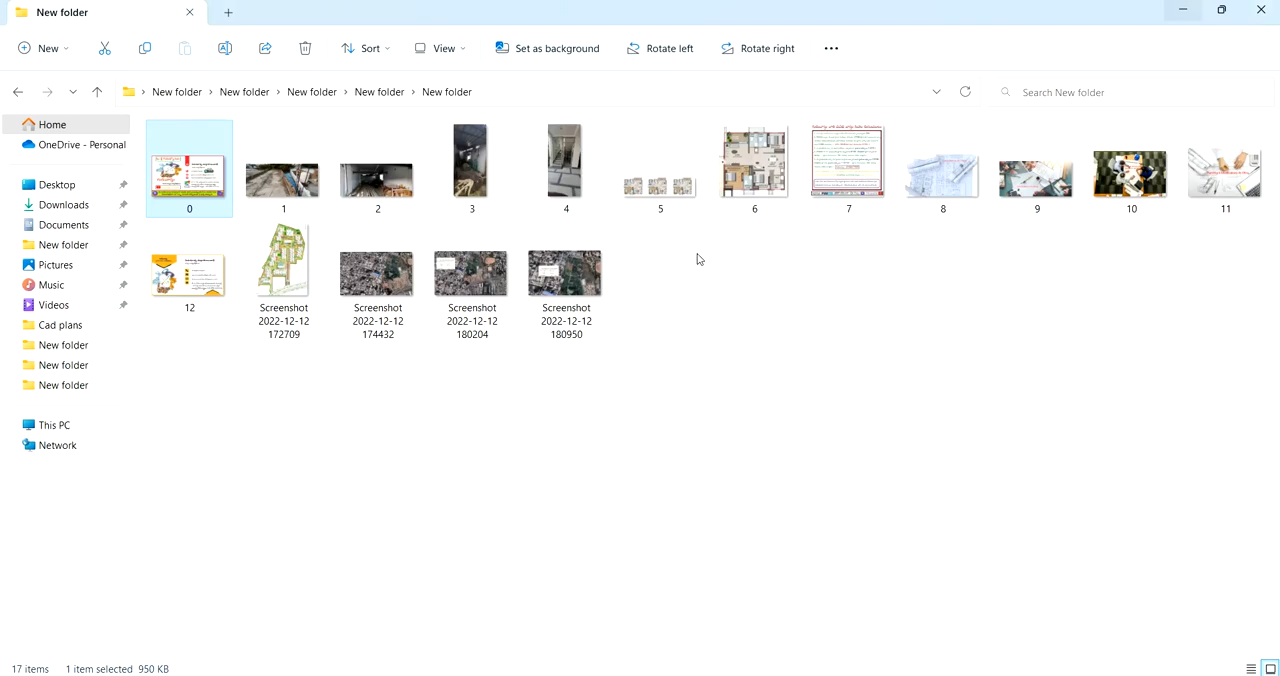 New folder
New
Sort
View
Set as background
Rotate left
Rotate right
New folder › New folder › New folder › New folder › New folder
Search New folder
Home
OneDrive - Personal
Desktop
Downloads
Documents
New folder
Pictures
Music
Videos
Cad plans
New folder
New folder
New folder
This PC
Network
0
1
2
3
4
5
6
7
8
9
10
11
12
Screenshot
2022-12-12
172709
Screenshot
2022-12-12
174432
Screenshot
2022-12-12
180204
Screenshot
2022-12-12
180950
17 items
1 item selected 950 KB